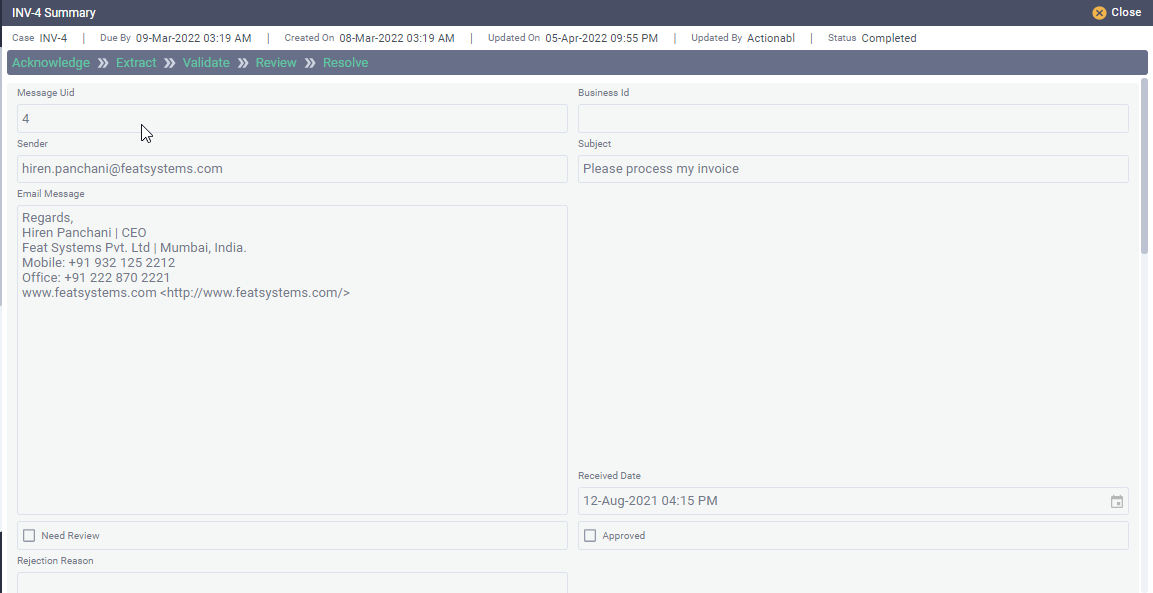 INV-4 Summary
Close
Case INV-4 | Due By 09-Mar-2022 03:19 AM | Created On 08-Mar-2022 03:19 AM | Updated On 05-Apr-2022 09:55 PM | Updated By Actionabl | Status Completed
Acknowledge » Extract » Validate » Review » Resolve
Message Uid
4
Business Id
Sender
hiren.panchani@featsystems.com
Subject
Please process my invoice
Email Message
Regards,
Hiren Panchani | CEO
Feat Systems Pvt. Ltd | Mumbai, India.
Mobile: +91 932 125 2212
Office: +91 222 870 2221
www.featsystems.com <http://www.featsystems.com/>
Received Date
12-Aug-2021 04:15 PM
Need Review
Approved
Rejection Reason